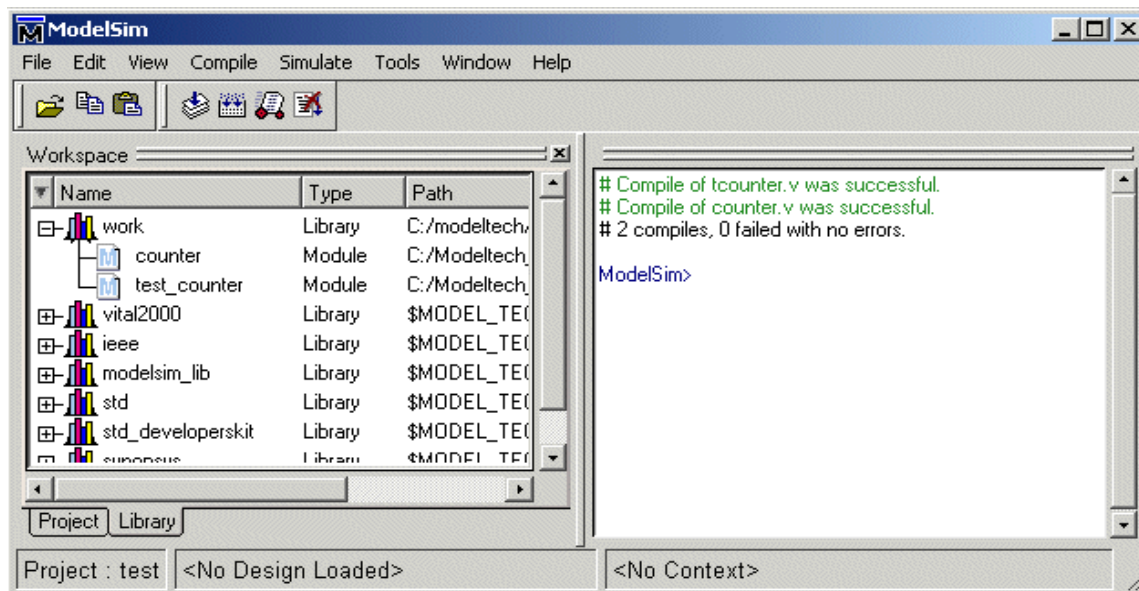 ModelSim
File Edit View Compile Simulate Tools Window Help
Workspace
Name Type Path
work Library C:/modeltech/
counter Module C:/Modeltech_
test_counter Module C:/Modeltech_
vital2000 Library $MODEL_TE
ieee Library $MODEL_TE
modelsim_lib Library $MODEL_TE
std Library $MODEL_TE
std_developerskit Library $MODEL_TE
synopsys Library $MODEL_TE
Project Library
# Compile of tcounter.v was successful.
# Compile of counter.v was successful.
# 2 compiles, 0 failed with no errors.
ModelSim>
Project : test <No Design Loaded> <No Context>